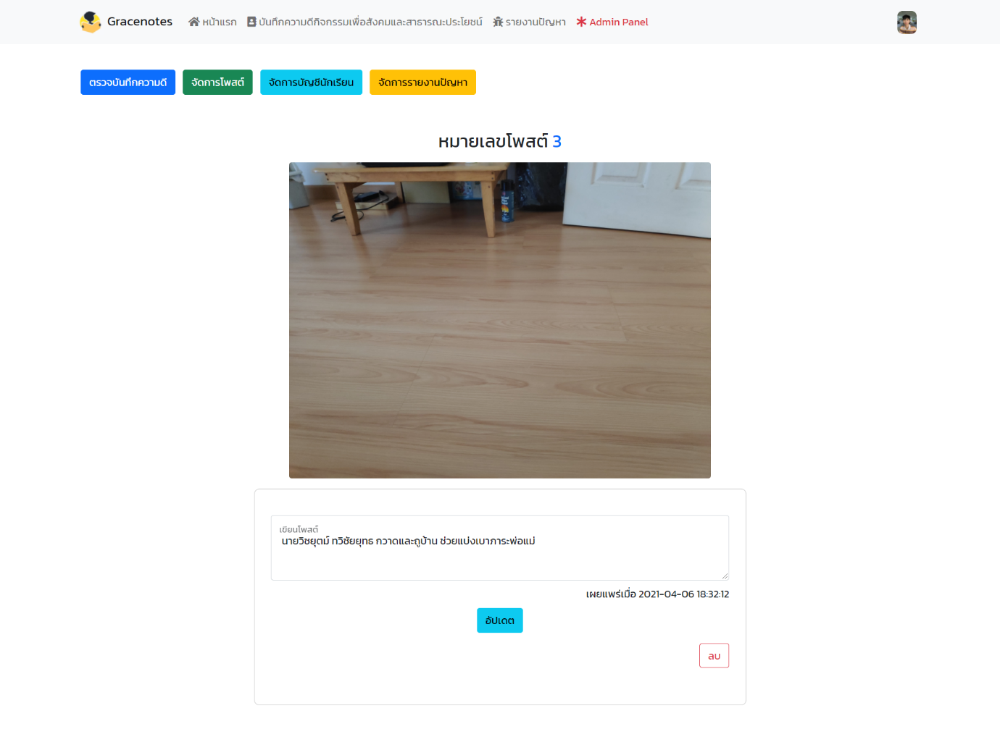 Gracenotes หน้าแรก บันทึกความดีกิจกรรมเพื่อสังคมและสาธารณะประโยชน์ รายงานปัญหา Admin Panel
ตรวจบันทึกความดี จัดการโพสต์ จัดการบัญชีนักเรียน จัดการรายงานปัญหา
หมายเลขโพสต์ 3
เขียนโพสต์
นายวิชยุตม์ ทวิชัยยุทธ กวาดและถูบ้าน ช่วยแบ่งเบาภาระพ่อแม่
เผยแพร่เมื่อ 2021-04-06 18:32:12
อัปเดต
ลบ